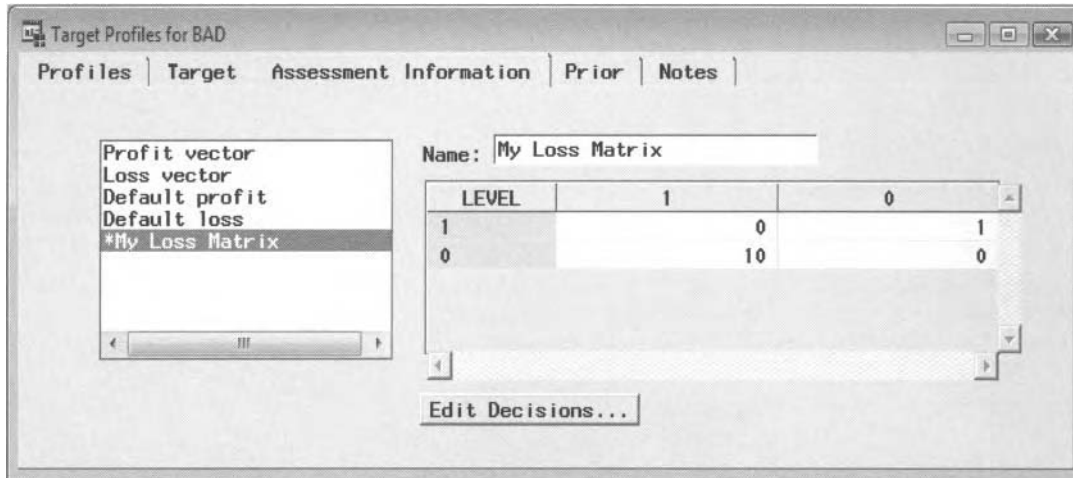 Target Profiles for BAD
Profiles Target Assessment Information Prior Notes
Profit vector
Loss vector
Default profit
Default loss
*My Loss Matrix
Name: My Loss Matrix
LEVEL 1 0
1 0 1
0 10 0
Edit Decisions...